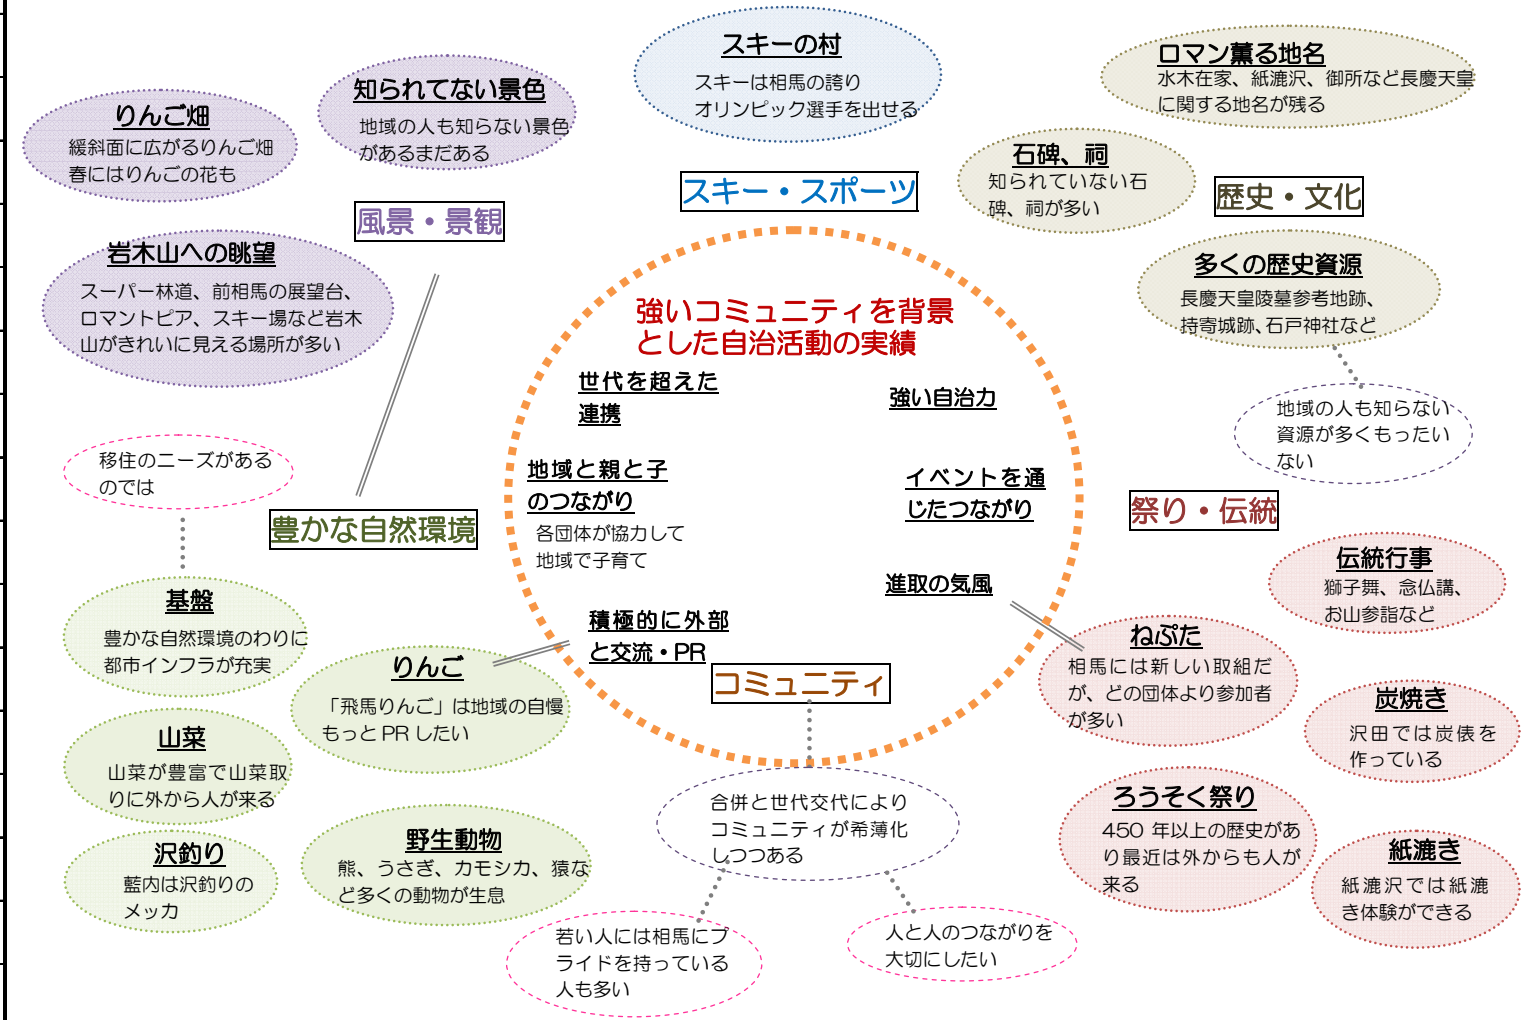 スキーの村
スキーは相馬の誇り
オリンピック選手を出せる
ロマン薫る地名
水木在家、紙漉沢、御所など長慶天皇
に関する地名が残る
知られてない景色
地域の人も知らない景色
があるまだある
りんご畑
緩斜面に広がるりんご畑
春にはりんごの花も
石碑、祠
知られていない石
碑、祠が多い
スキー・スポーツ
歴史・文化
風景・景観
岩木山への眺望
スーパー林道、前相馬の展望台、
ロマントピア、スキー場など岩木
山がきれいに見える場所が多い
多くの歴史資源
長慶天皇陵墓参考地跡、
持寄城跡、石戸神社など
強いコミュニティを背景
とした自治活動の実績
世代を超えた
連携
強い自治力
地域の人も知らない
資源が多くもったい
ない
移住のニーズがある
のでは
地域と親と子
のつながり
各団体が協力して
地域で子育て
イベントを通
じたつながり
祭り・伝統
豊かな自然環境
伝統行事
獅子舞、念仏講、
お山参詣など
進取の気風
基盤
豊かな自然環境のわりに
都市インフラが充実
積極的に外部
と交流・PR
ねぷた
相馬には新しい取組だ
が、どの団体より参加者
が多い
りんご
「飛馬りんご」は地域の自慢
もっと PR したい
コミュニティ
炭焼き
沢田では炭俵を
作っている
山菜
山菜が豊富で山菜取
りに外から人が来る
合併と世代交代により
コミュニティが希薄化
しつつある
ろうそく祭り
450 年以上の歴史があ
り最近は外からも人が
来る
沢釣り
藍内は沢釣りの
メッカ
野生動物
熊、うさぎ、カモシカ、猿な
ど多くの動物が生息
紙漉き
紙漉沢では紙漉
き体験ができる
若い人には相馬にプ
ライドを持っている
人も多い
人と人のつながりを
大切にしたい